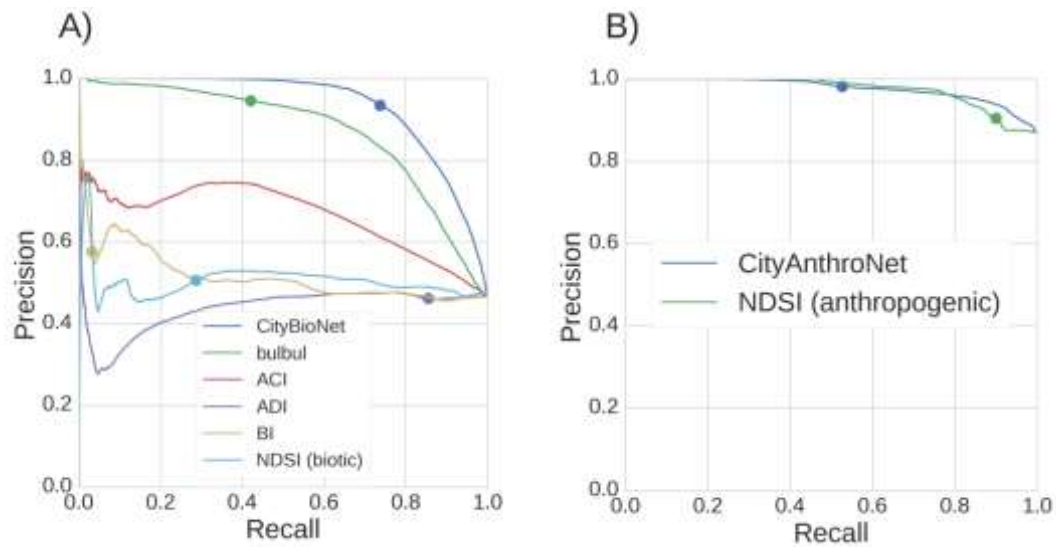 A)
1.0
0.8
0.6
0.4
0.2
0.0
Precision
CityBioNet
bulbul
ACI
ADI
BI
NDSI (biotic)
0.0 0.2 0.4 0.6 0.8 1.0
Recall
B)
1.0
0.8
0.6
0.4
0.2
0.0
Precision
CityAnthroNet
NDSI (anthropogenic)
0.0 0.2 0.4 0.6 0.8 1.0
Recall